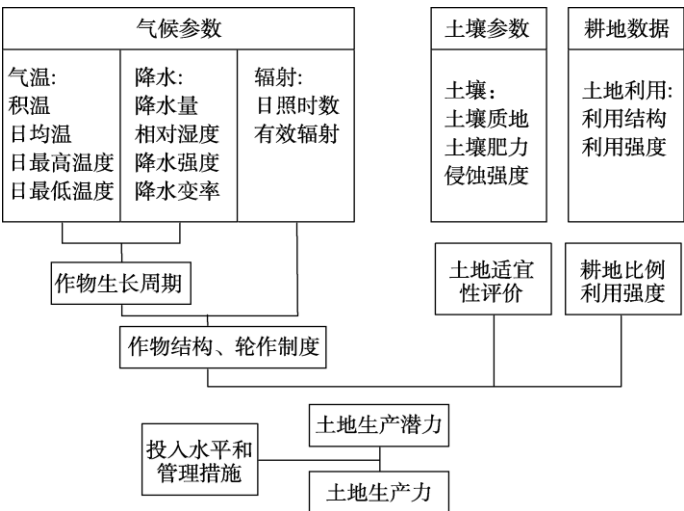 气候参数
气温:
积温
日均温
日最高温度
日最低温度
降水:
降水量
相对湿度
降水强度
降水变率
辐射:
日照时数
有效辐射
土壤参数
土壤：
土壤质地
土壤肥力
侵蚀强度
耕地数据
土地利用:
利用结构
利用强度
作物生长周期
土地适宜
性评价
耕地比例
利用强度
作物结构、轮作制度
土地生产潜力
投入水平和
管理措施
土地生产力